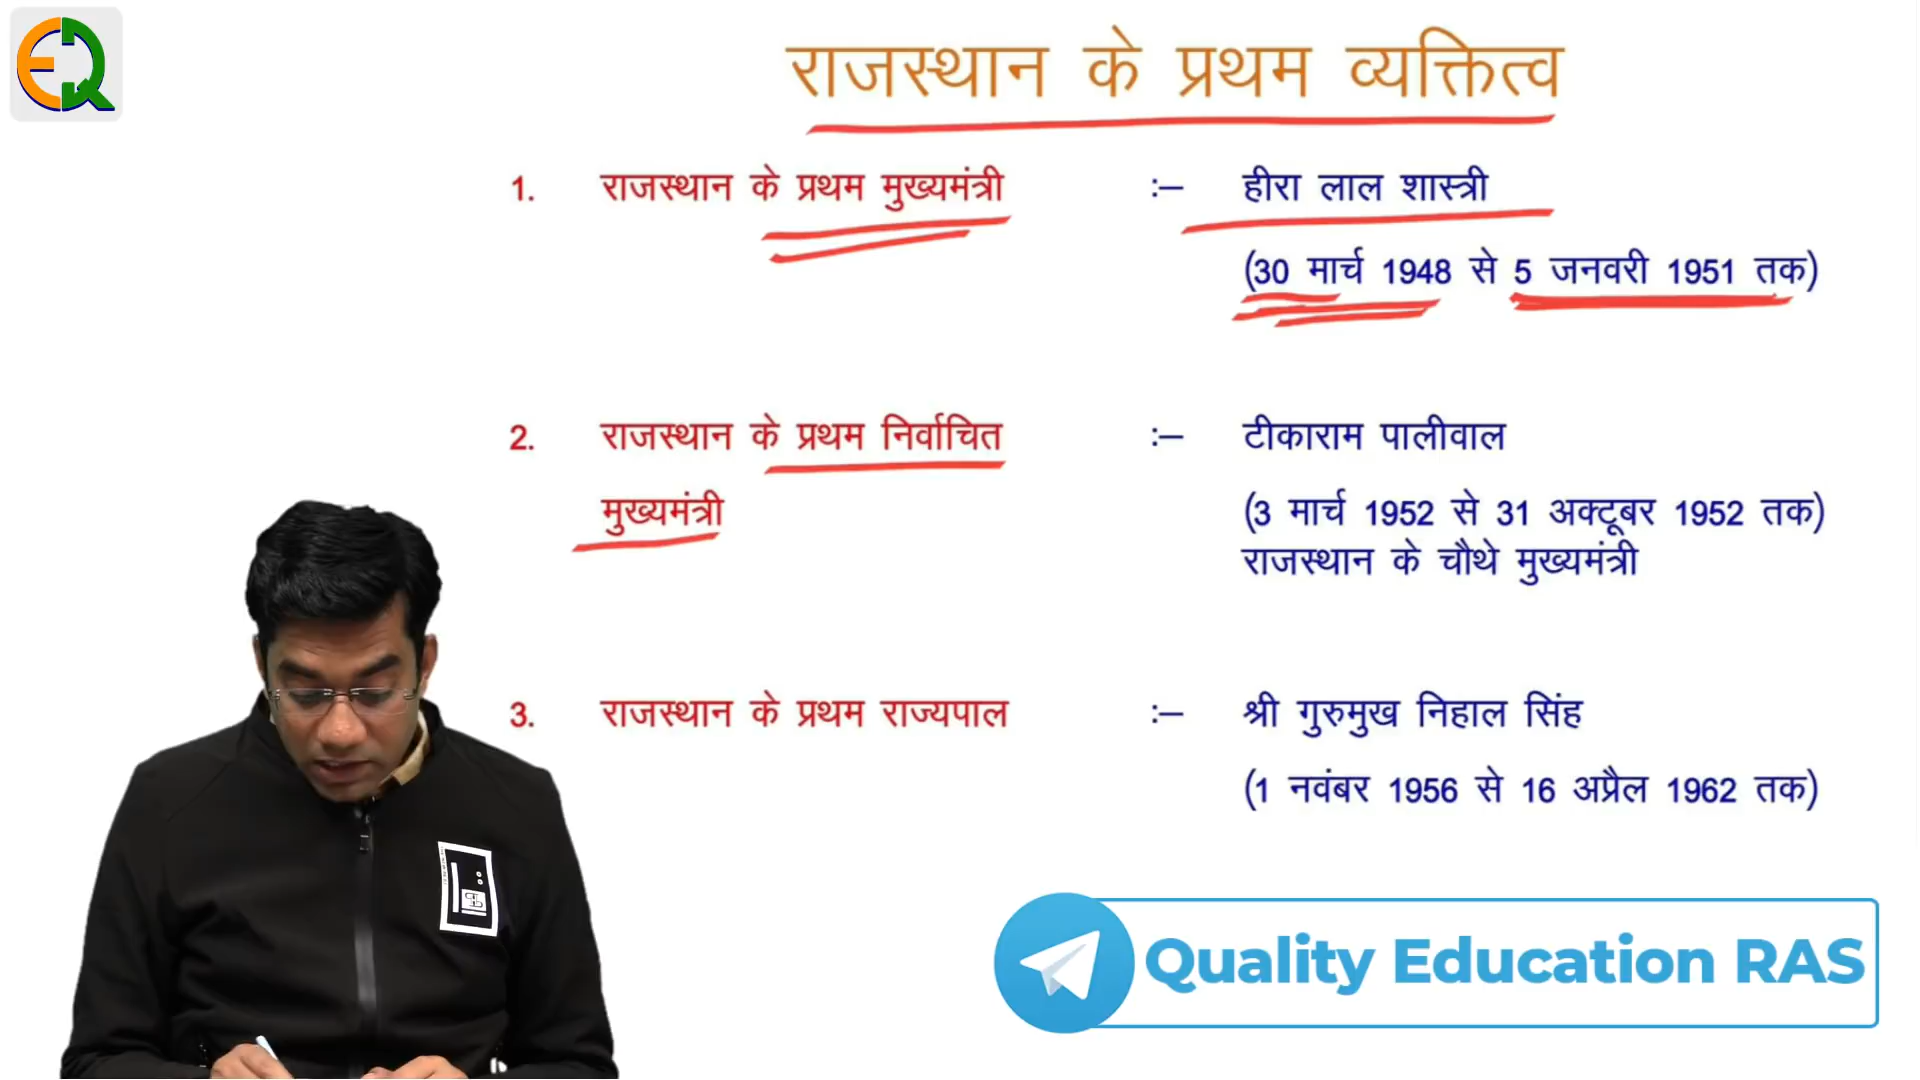 राजस्थान के प्रथम व्यक्तित्व
1. राजस्थान के प्रथम मुख्यमंत्री :– हीरा लाल शास्त्री
(30 मार्च 1948 से 5 जनवरी 1951 तक)
2. राजस्थान के प्रथम निर्वाचित :– टीकाराम पालीवाल
मुख्यमंत्री (3 मार्च 1952 से 31 अक्टूबर 1952 तक)
राजस्थान के चौथे मुख्यमंत्री
3. राजस्थान के प्रथम राज्यपाल :– श्री गुरुमुख निहाल सिंह
(1 नवंबर 1956 से 16 अप्रैल 1962 तक)
Quality Education RAS